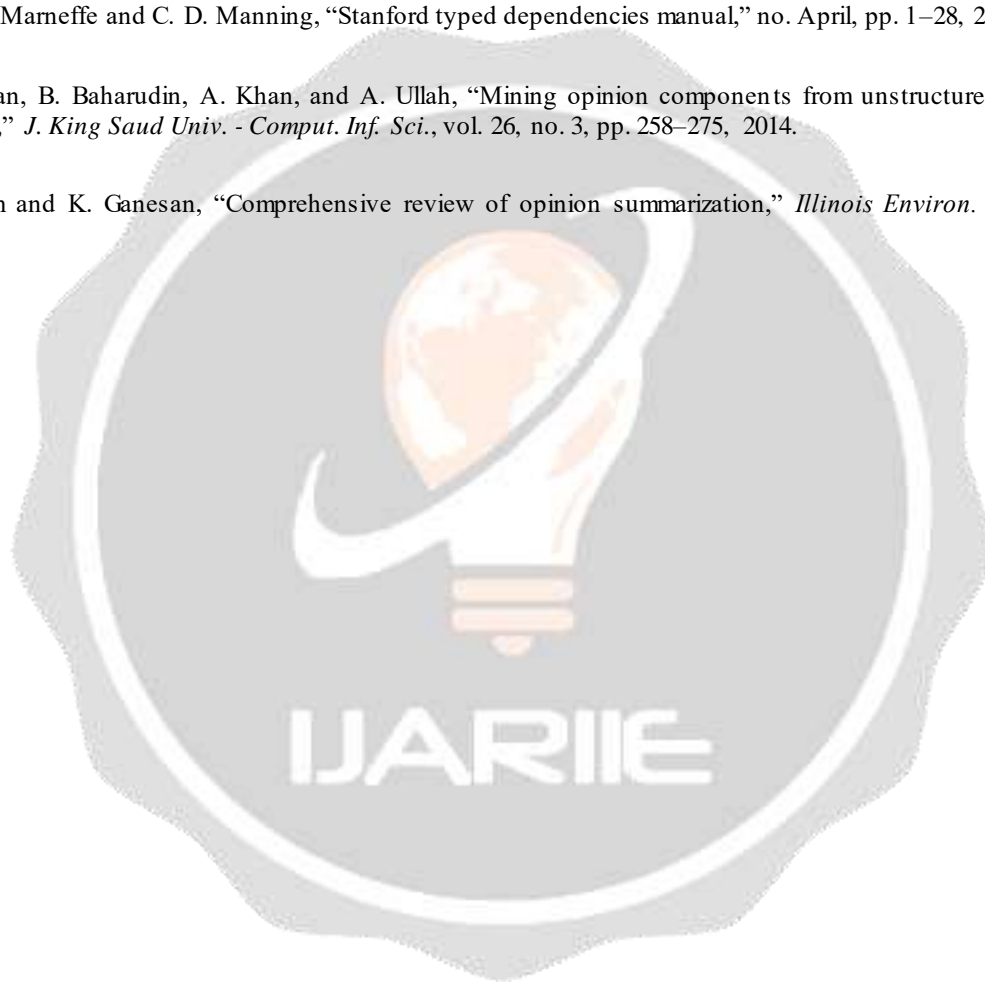 Marneffe and C. D. Manning, “Stanford typed dependencies manual,” no. April, pp. 1–28, 2
an, B. Baharudin, A. Khan, and A. Ullah, “Mining opinion components from unstructure
,” J. King Saud Univ. - Comput. Inf. Sci., vol. 26, no. 3, pp. 258–275, 2014.
n and K. Ganesan, “Comprehensive review of opinion summarization,” Illinois Environ.
IJARIIE